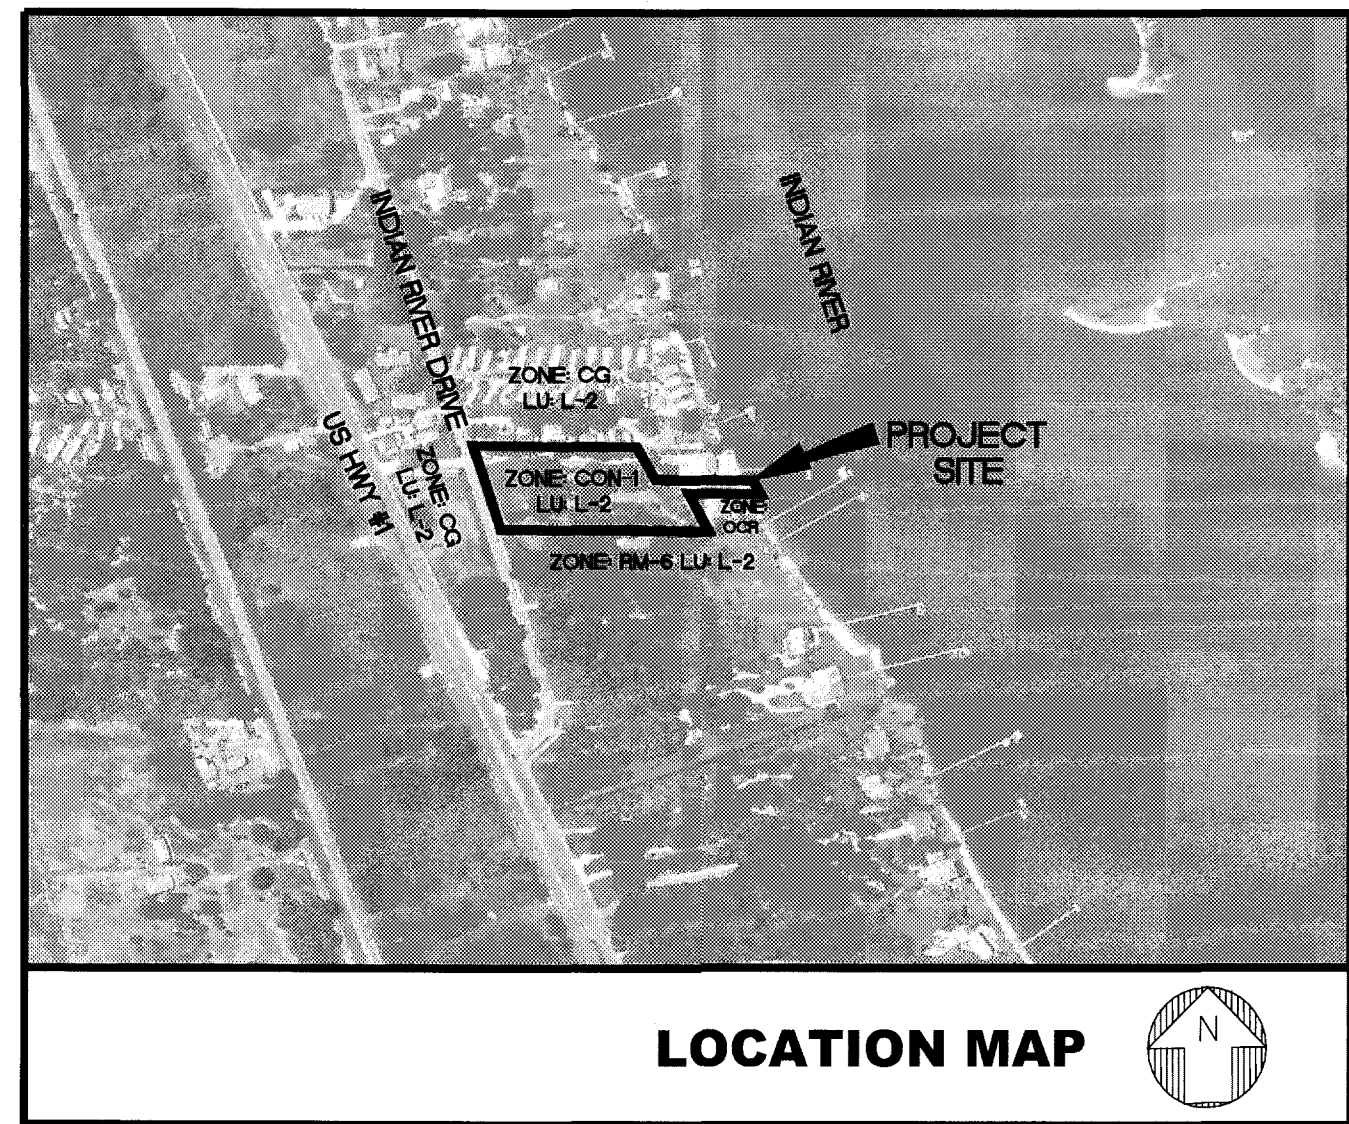 INDIAN RIVER DRIVE
INDIAN RIVER
ZONE: CG
LU: L-2
US HWY #1
ZONE: CG
LU: L-2
PROJECT
SITE
ZONE: CON-1
LU: L-2
ZONE:
OCR
ZONE: RM-6 LU: L-2
LOCATION MAP
N